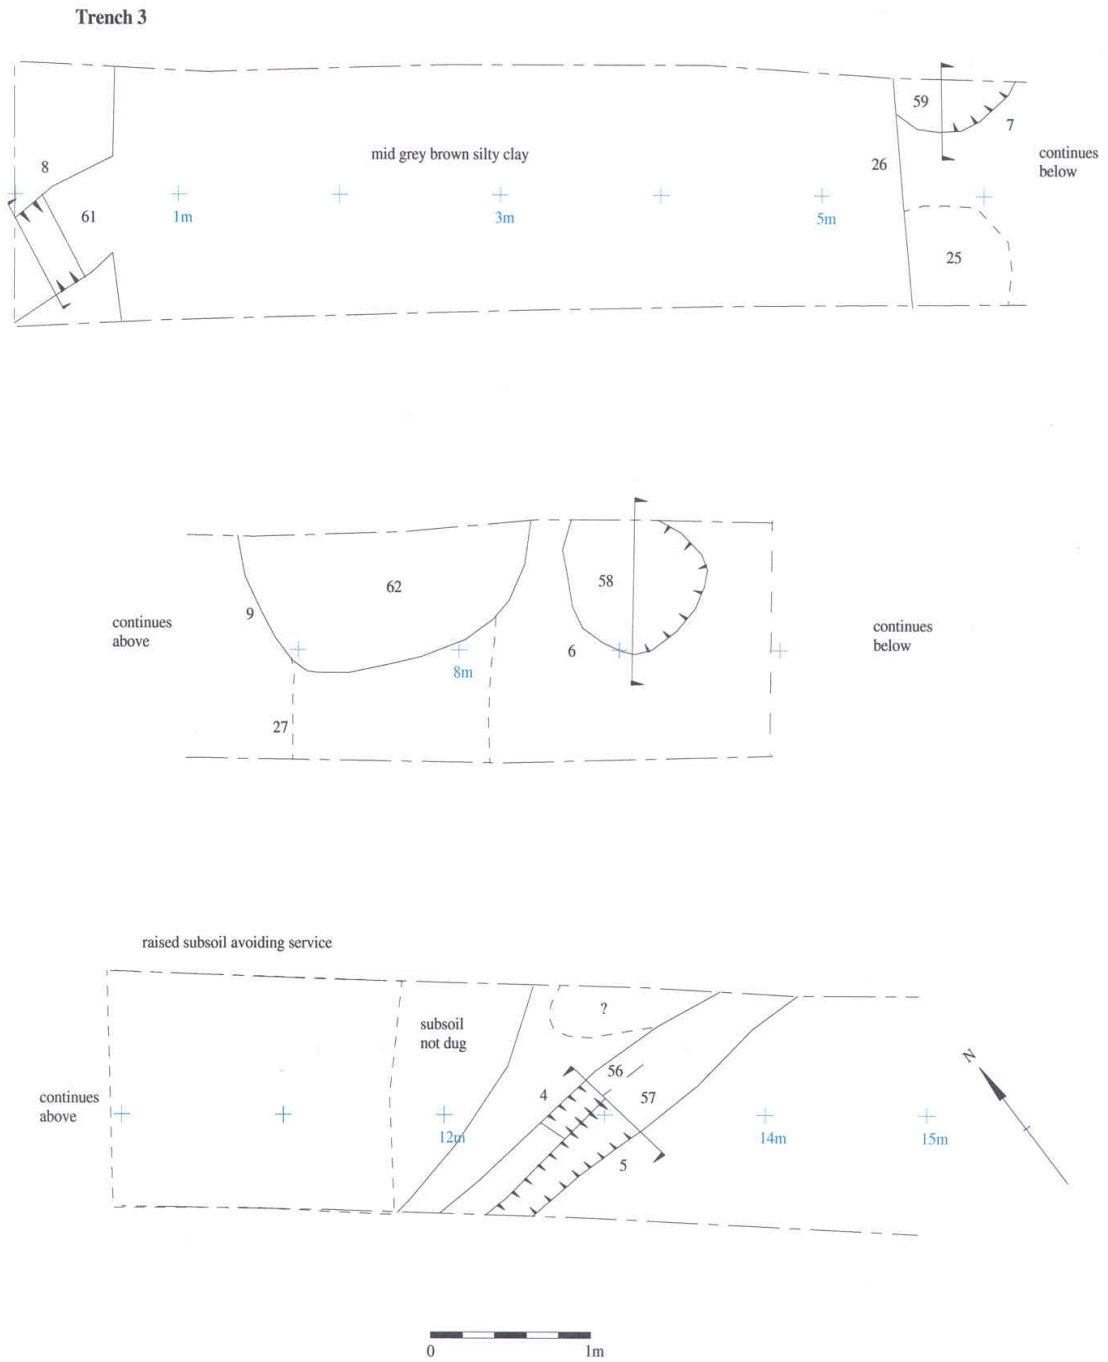 Trench 3
59
7
8
mid grey brown silty clay
26
continues
below
61
1m
3m
5m
25
62
58
9
continues
above
continues
below
6
8m
27
raised subsoil avoiding service
?
subsoil
not dug
N
56
4
57
continues
above
12m
14m
15m
5
0
1m